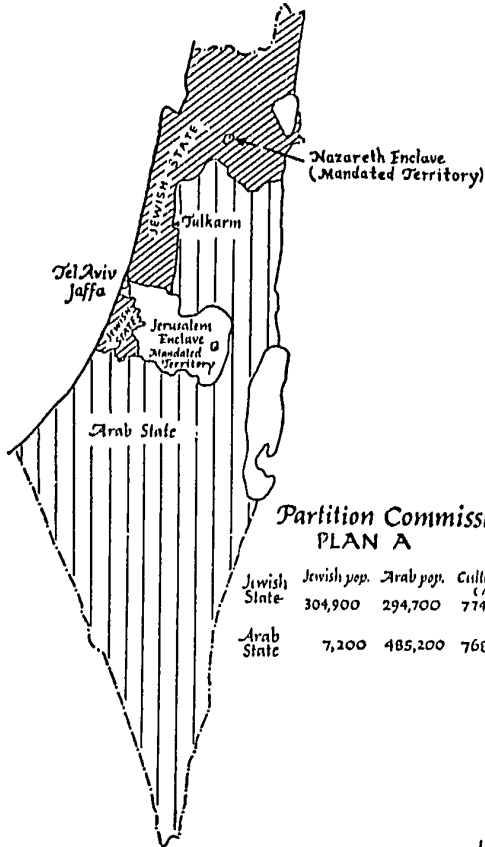 JEWISH STATE
Nazareth Enclave
(Mandated Territory)
Tulkarm
Tel Aviv
Jaffa
JEWISH
STATE
Jerusalem
Enclave
Mandated
Territory
Arab State
Partition Commiss
PLAN A
Jewish pop. Arab pop.
Jewish State 304,900 294,700
Arab State 7,200 485,200